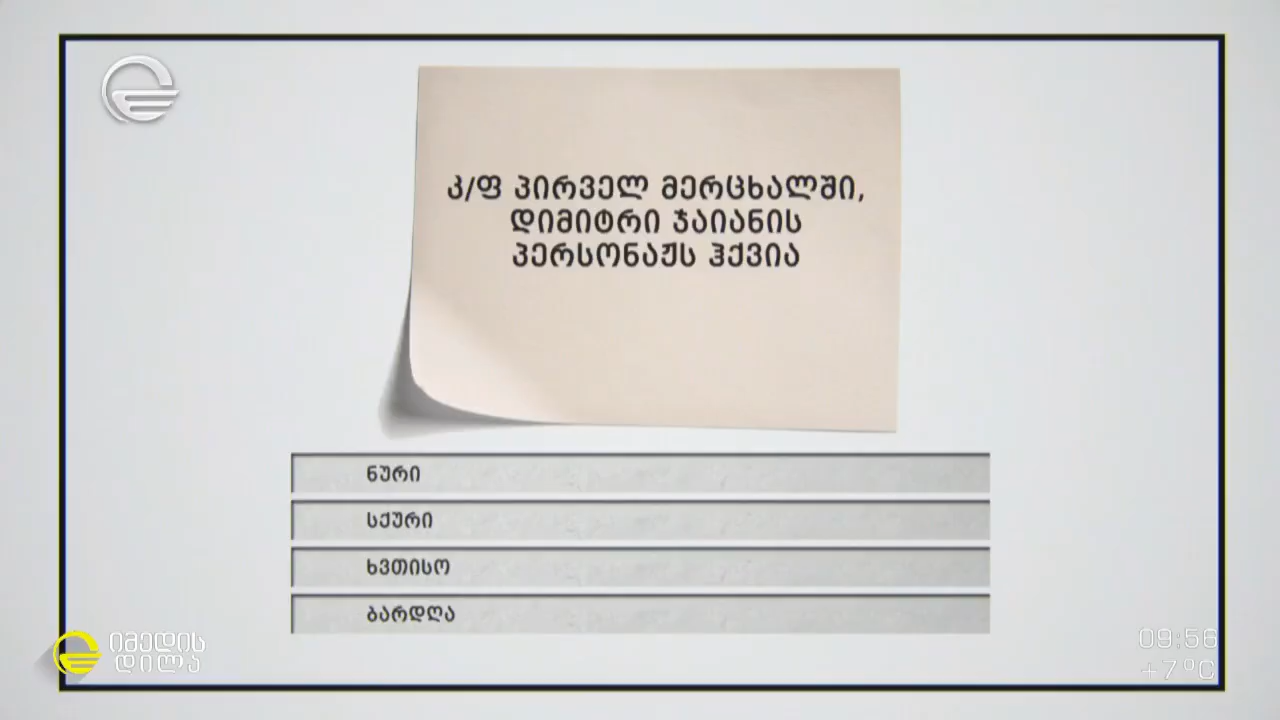 კ/ფ პირველ მერცხალში,
დიმიტრი ჯაიანის
პერსონაჟს ჰქვია
ნური
სქური
ხვთისო
ბარდღა
იმედის
დილა
09:56
+7°C